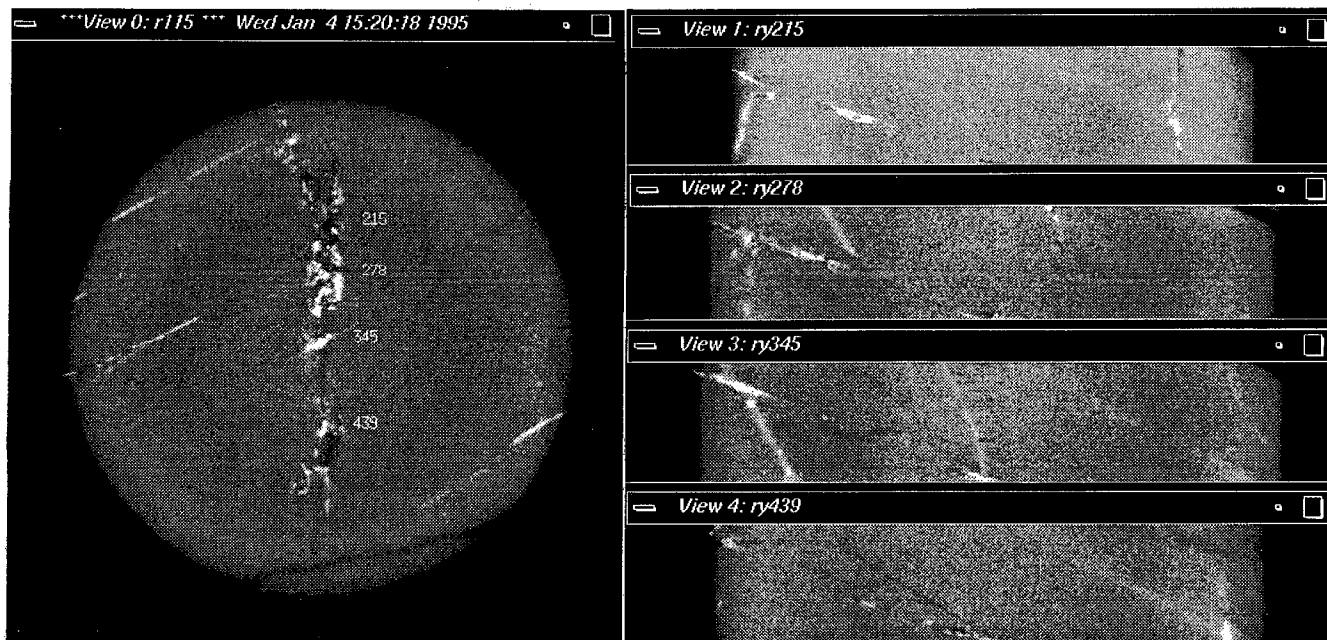 ***View 0: r115 *** Wed Jan 4 15:20:18 1995
215
278
345
439
View 1: ry215
View 2: ry278
View 3: ry345
View 4: ry439